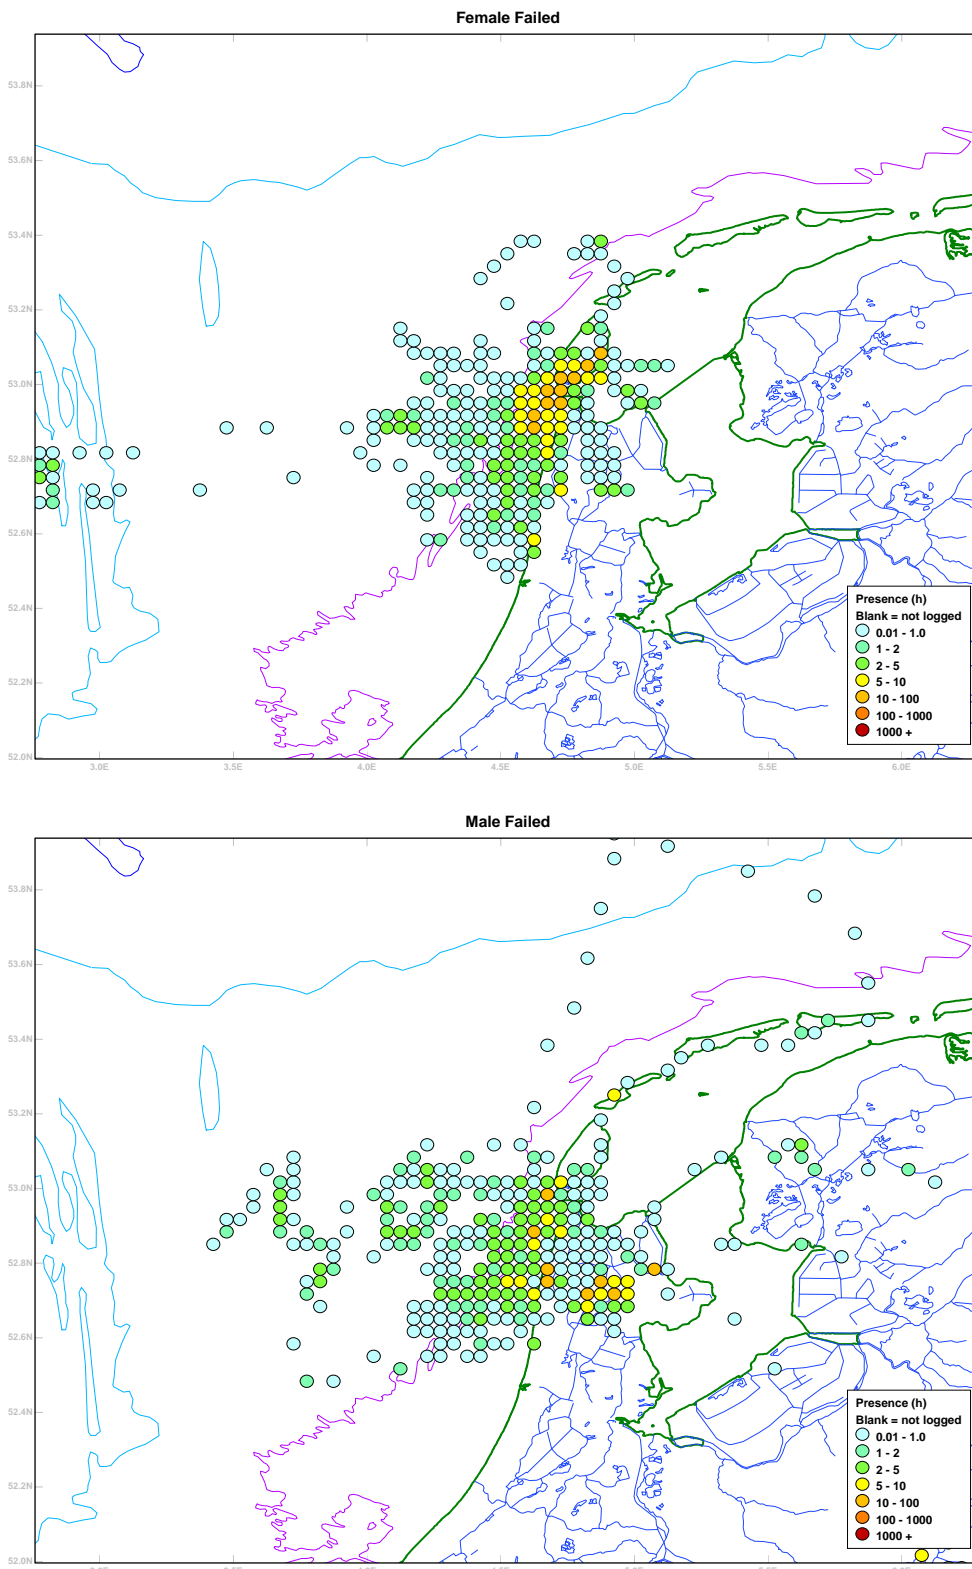 Female Failed
53.8N
53.6N
53.4N
53.2N
53.0N
52.8N
52.6N
52.4N
52.2N
52.0N
3.0E 3.5E 4.0E 4.5E 5.0E 5.5E 6.0E
Presence (h)
Blank = not logged
0.01 - 1.0
1 - 2
2 - 5
5 - 10
10 - 100
100 - 1000
1000 +
Male Failed
53.8N
53.6N
53.4N
53.2N
53.0N
52.8N
52.6N
52.4N
52.2N
52.0N
Presence (h)
Blank = not logged
0.01 - 1.0
1 - 2
2 - 5
5 - 10
10 - 100
100 - 1000
1000 +